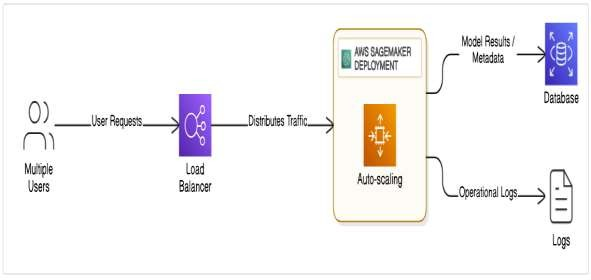 Multiple
Users
User Requests
Load
Balancer
Distributes Traffic
AWS SAGEMAKER
DEPLOYMENT
Auto-scaling
Model Results /
Metadata
Database
Operational Logs
Logs